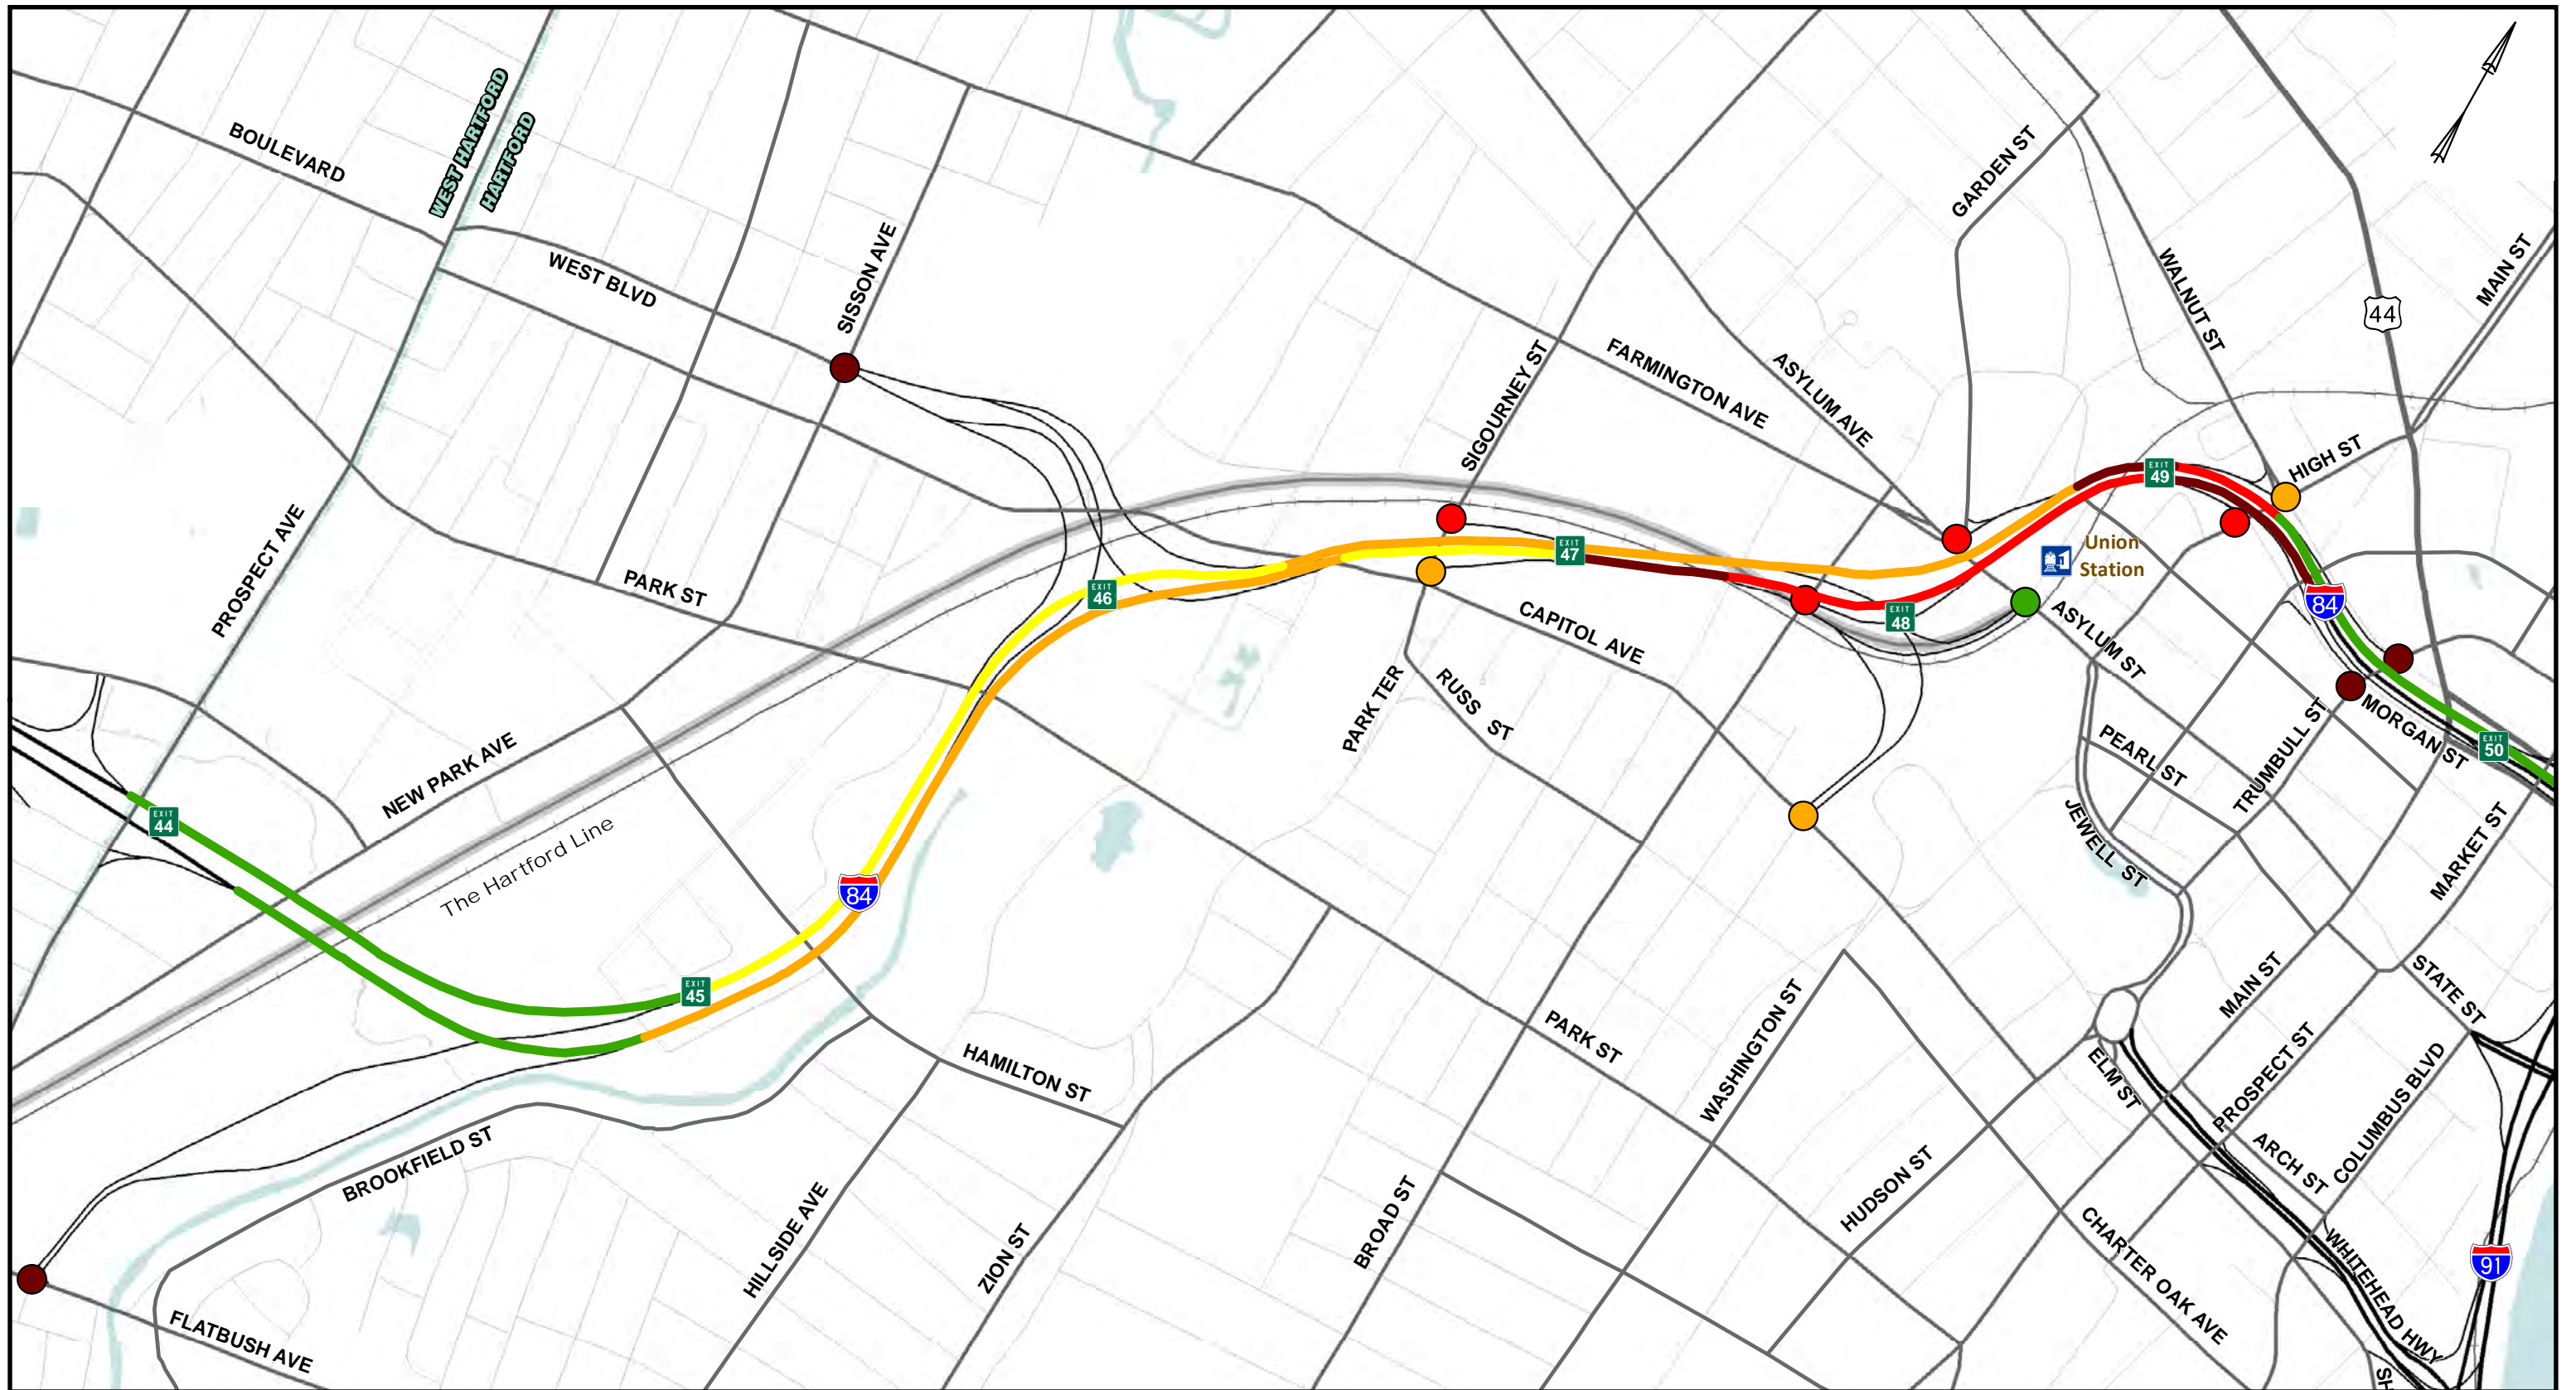 WEST HARTFORD
HARTFORD
BOULEVARD
WEST BLVD
SISSON AVE
GARDEN ST
WALNUT ST
MAIN ST
44
SIGOURNEY ST
FARMINGTON AVE
ASYLUM AVE
HIGH ST
EXIT
49
PROSPECT AVE
PARK ST
EXIT
46
EXIT
47
EXIT
48
Union
Station
84
CAPITOL AVE
ASYLUM ST
PARK TER
RUSS ST
NEW PARK AVE
EXIT
44
The Hartford Line
84
EXIT
45
PEARL ST
TRUMBULL ST
MORGAN ST
EXIT
50
JEWELL ST
MARKET ST
STATE ST
MAIN ST
WASHINGTON ST
PARK ST
HAMILTON ST
BROOKFIELD ST
HILLSIDE AVE
ZION ST
BROAD ST
HUDSON ST
ELM ST
PROSPECT ST
COLUMBUS BLVD
ARCH ST
CHARTER OAK AVE
WHITEHEAD HWY
91
FLATBUSH AVE
SH